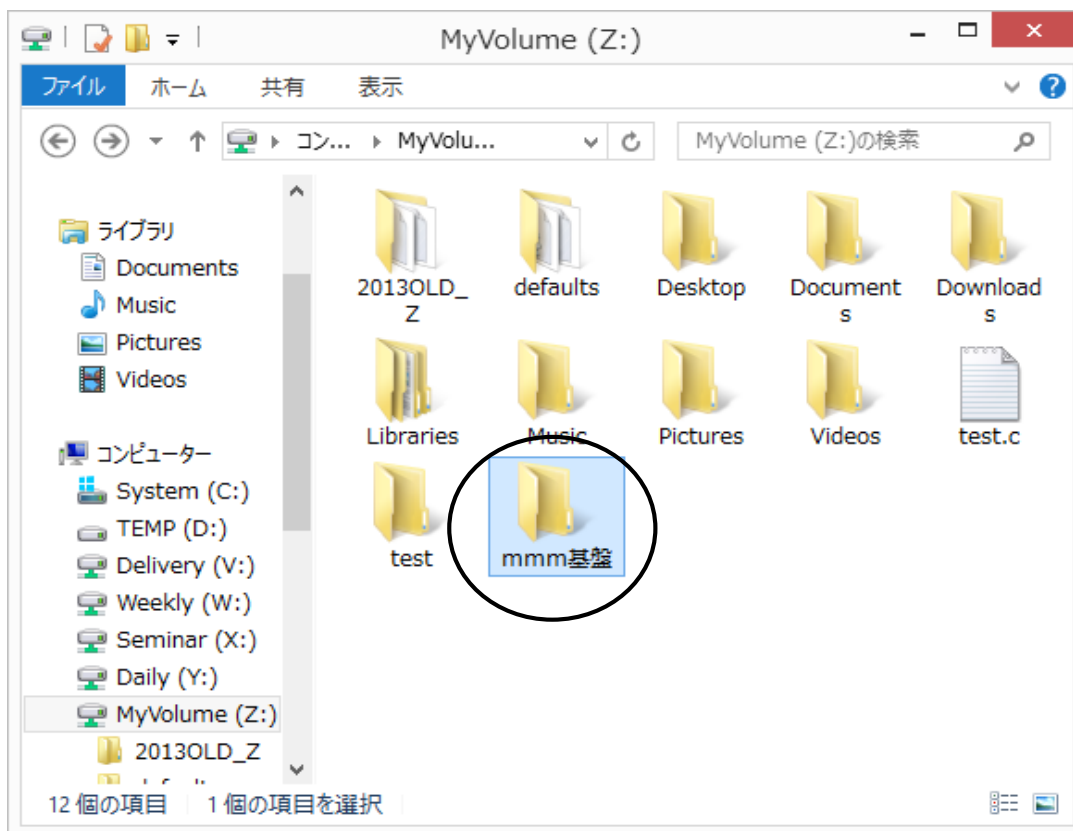 MyVolume (Z:)
ファイル ホーム 共有 表示
コン... MyVolu... MyVolume (Z:)の検索
ライブラリ
Documents
Music
Pictures
Videos
コンピューター
System (C:)
TEMP (D:)
Delivery (V:)
Weekly (W:)
Seminar (X:)
Daily (Y:)
MyVolume (Z:)
2013OLD_Z
2013OLD_
Z
defaults
Desktop
Document
s
Download
s
Libraries
Music
Pictures
Videos
test.c
test
mmm基盤
12 個の項目 1 個の項目を選択